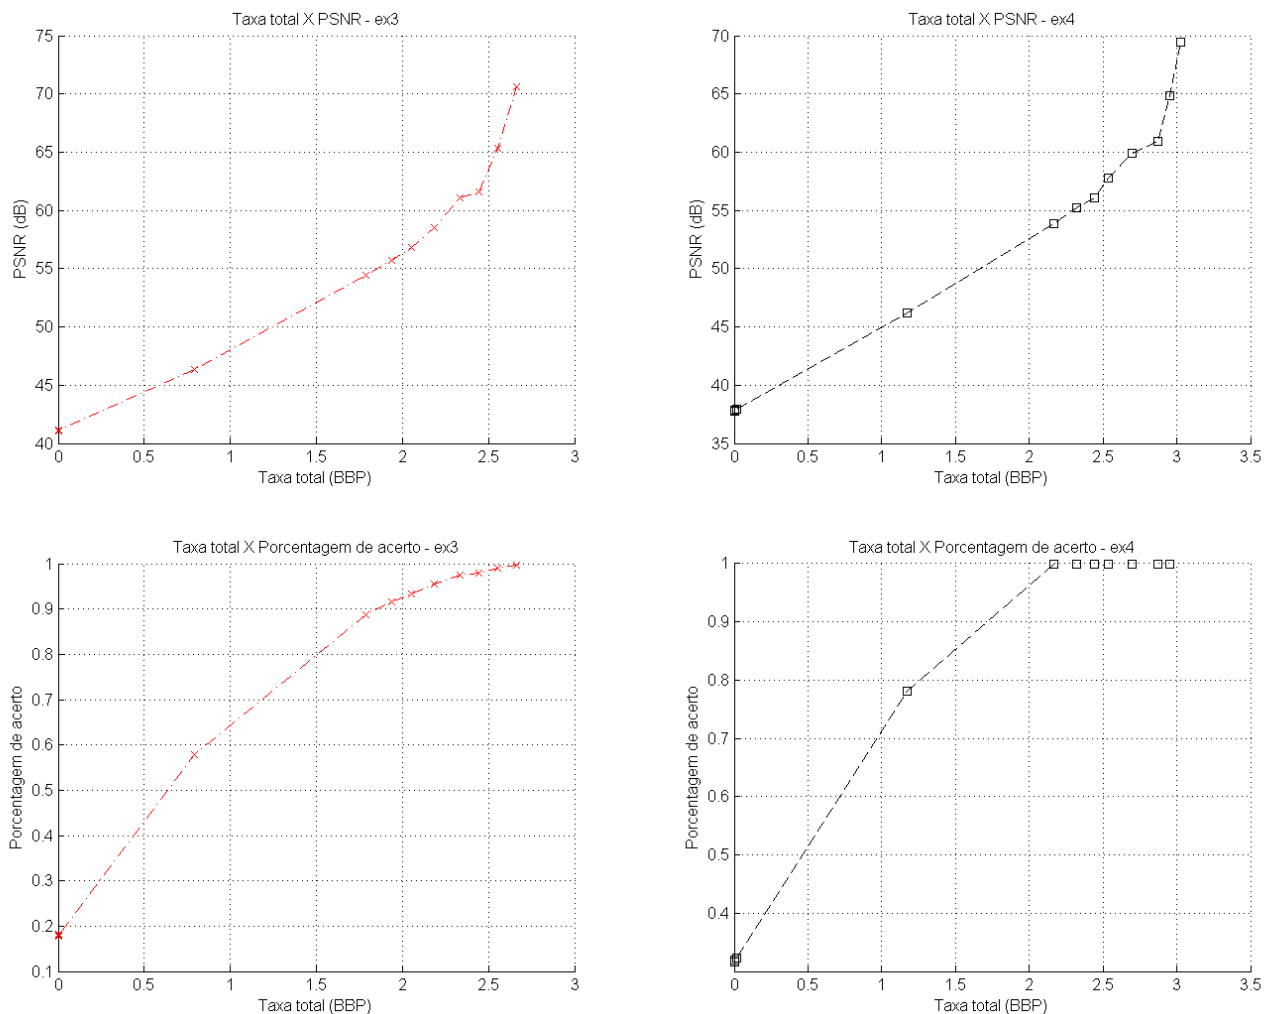 Taxa total X PSNR - ex3
75
70
65
60
55
50
45
40
PSNR (dB)
0 0.5 1 1.5 2 2.5 3
Taxa total (BBP)
Taxa total X PSNR - ex4
70
65
60
55
50
45
40
35
PSNR (dB)
0 0.5 1 1.5 2 2.5 3 3.5
Taxa total (BBP)
Taxa total X Porcentagem de acerto - ex3
1
0.9
0.8
0.7
0.6
0.5
0.4
0.3
0.2
0.1
Porcentagem de acerto
0 0.5 1 1.5 2 2.5 3
Taxa total (BBP)
Taxa total X Porcentagem de acerto - ex4
1
0.9
0.8
0.7
0.6
0.5
0.4
Porcentagem de acerto
0 0.5 1 1.5 2 2.5 3 3.5
Taxa total (BBP)